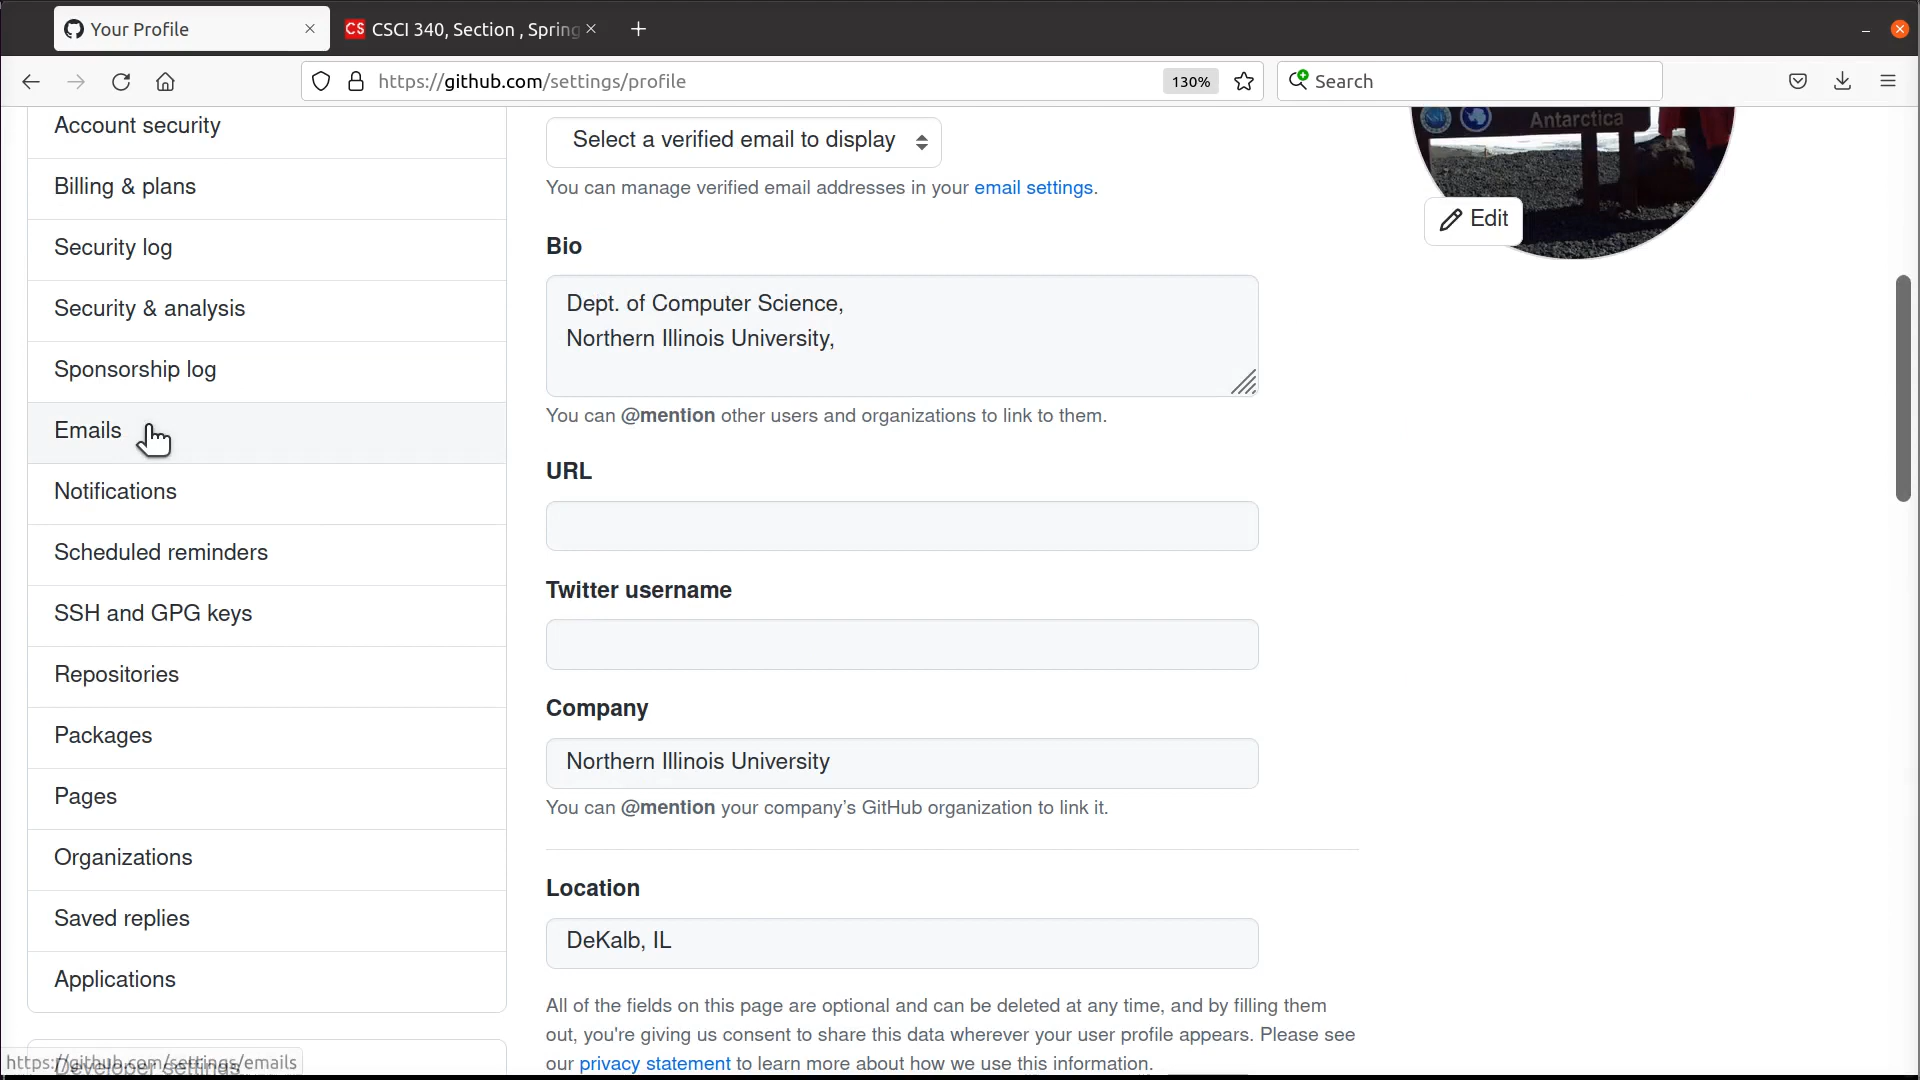 Your Profile
CS CSCI 340, Section , Spring
https://github.com/settings/profile
130%
Search
Account security
Billing & plans
Security log
Security & analysis
Sponsorship log
Emails
Notifications
Scheduled reminders
SSH and GPG keys
Repositories
Packages
Pages
Organizations
Saved replies
Applications
Developer settings
https://github.com/settings/emails
Select a verified email to display
You can manage verified email addresses in your email settings.
Bio
Dept. of Computer Science,
Northern Illinois University,
You can @mention other users and organizations to link to them.
URL
Twitter username
Company
Northern Illinois University
You can @mention your company’s GitHub organization to link it.
Location
DeKalb, IL
All of the fields on this page are optional and can be deleted at any time, and by filling them
out, you're giving us consent to share this data wherever your user profile appears. Please see
our privacy statement to learn more about how we use this information.
Antarctica
Edit